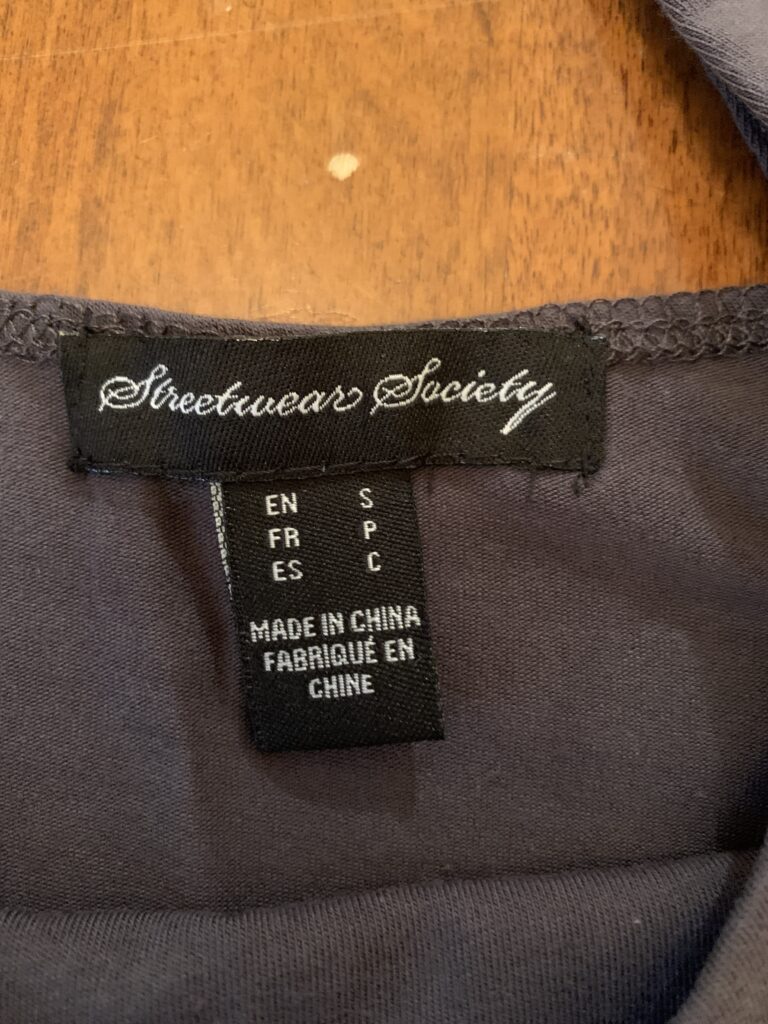 Streetwear Society
EN S
FR P
ES C
MADE IN CHINA
FABRIQUÉ EN
CHINE